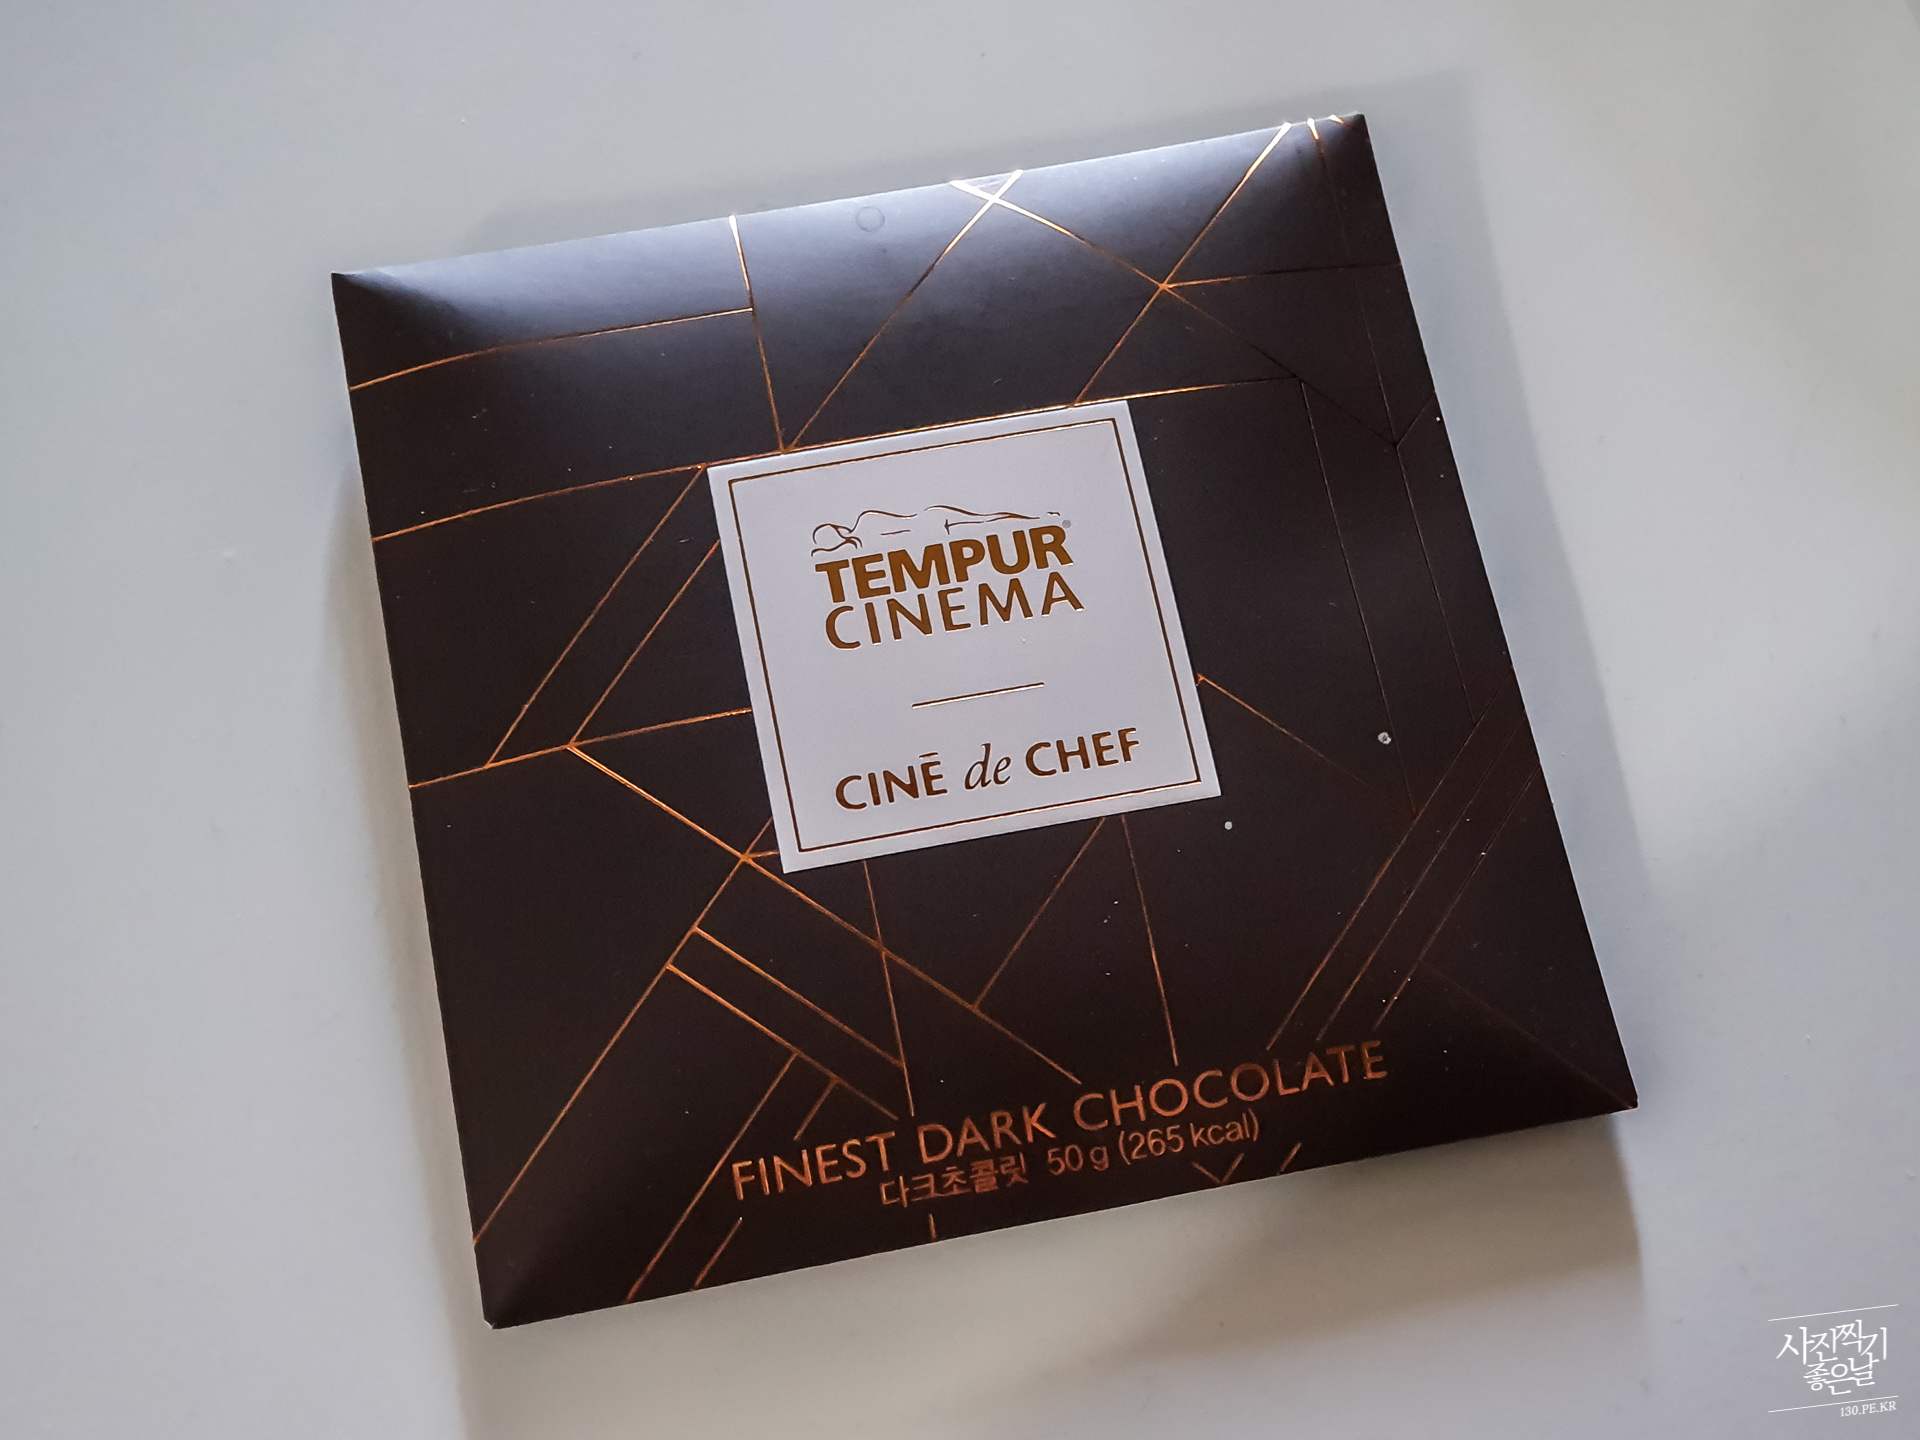 TEMPUR®
CINEMA
CINĒ de CHEF
FINEST DARK CHOCOLATE
다크초콜릿 50 g (265 kcal)
사진찍기
좋은날
130.PE.KR